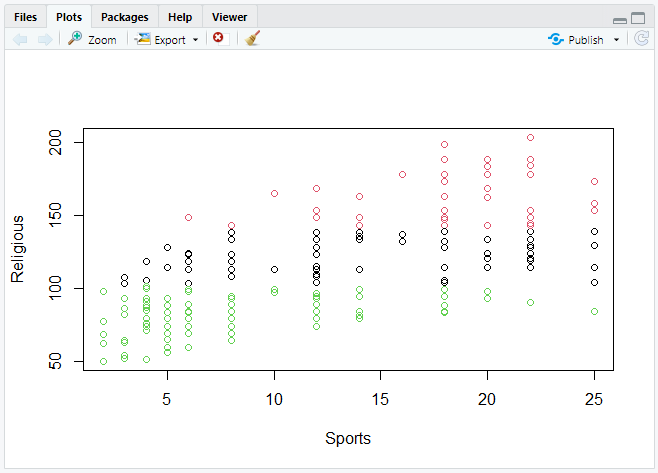 Files Plots Packages Help Viewer
Zoom Export Publish
200
150
100
50
Religious
5 10 15 20 25
Sports